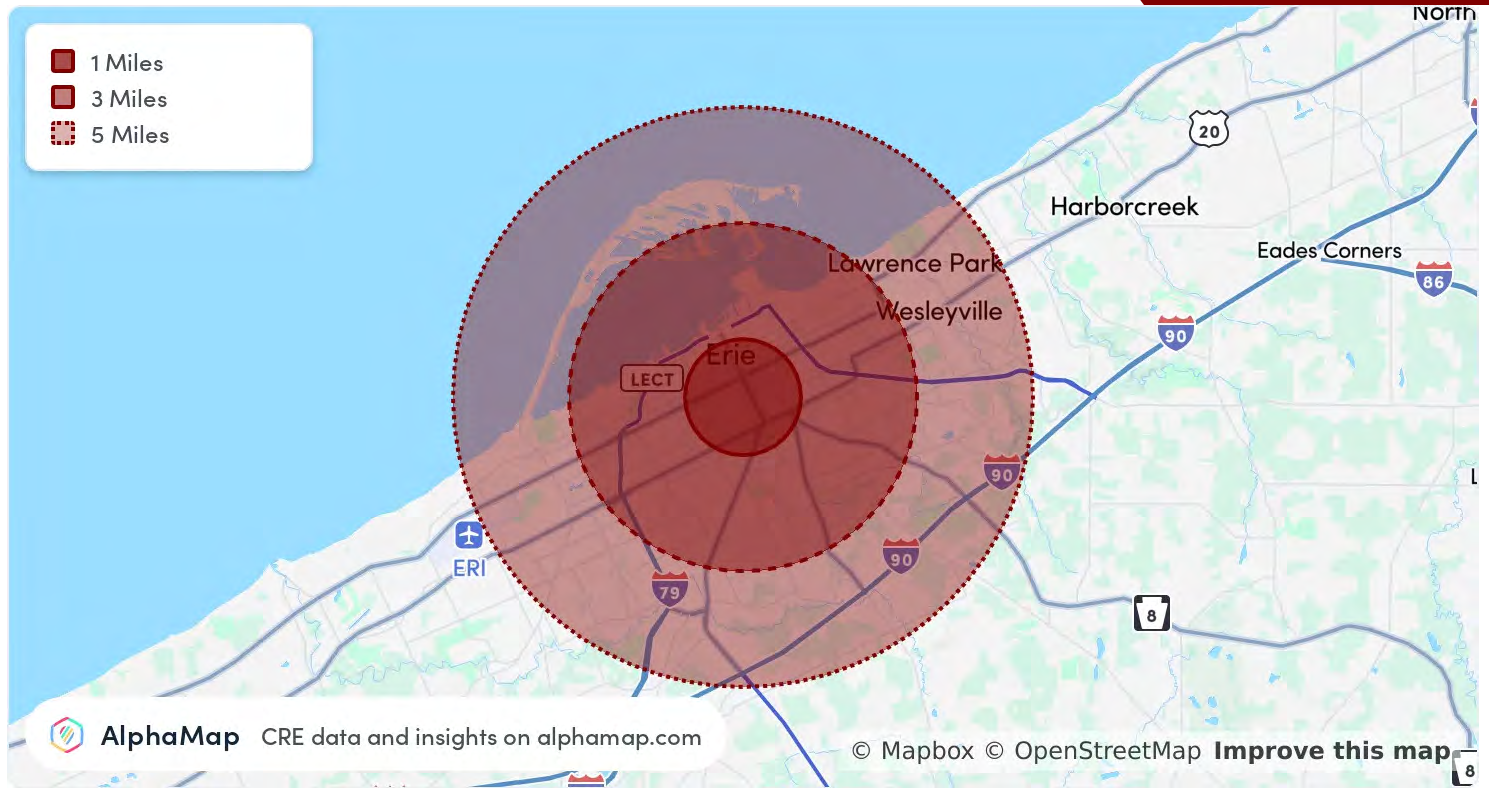 North
1 Miles
3 Miles
5 Miles
20
Harborcreek
Eades Corners
Lawrence Park
86
Wesleyville
90
Erie
LECT
90
ERI
90
79
8
AlphaMap CRE data and insights on alphamap.com
© Mapbox © OpenStreetMap Improve this map
8